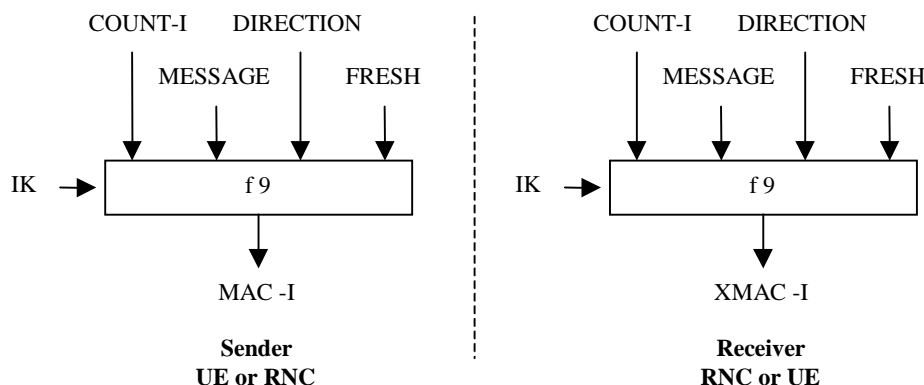 COUNT-I DIRECTION
MESSAGE FRESH
IK
f 9
MAC -I
Sender
UE or RNC
COUNT-I DIRECTION
MESSAGE FRESH
IK
f 9
XMAC -I
Receiver
RNC or UE